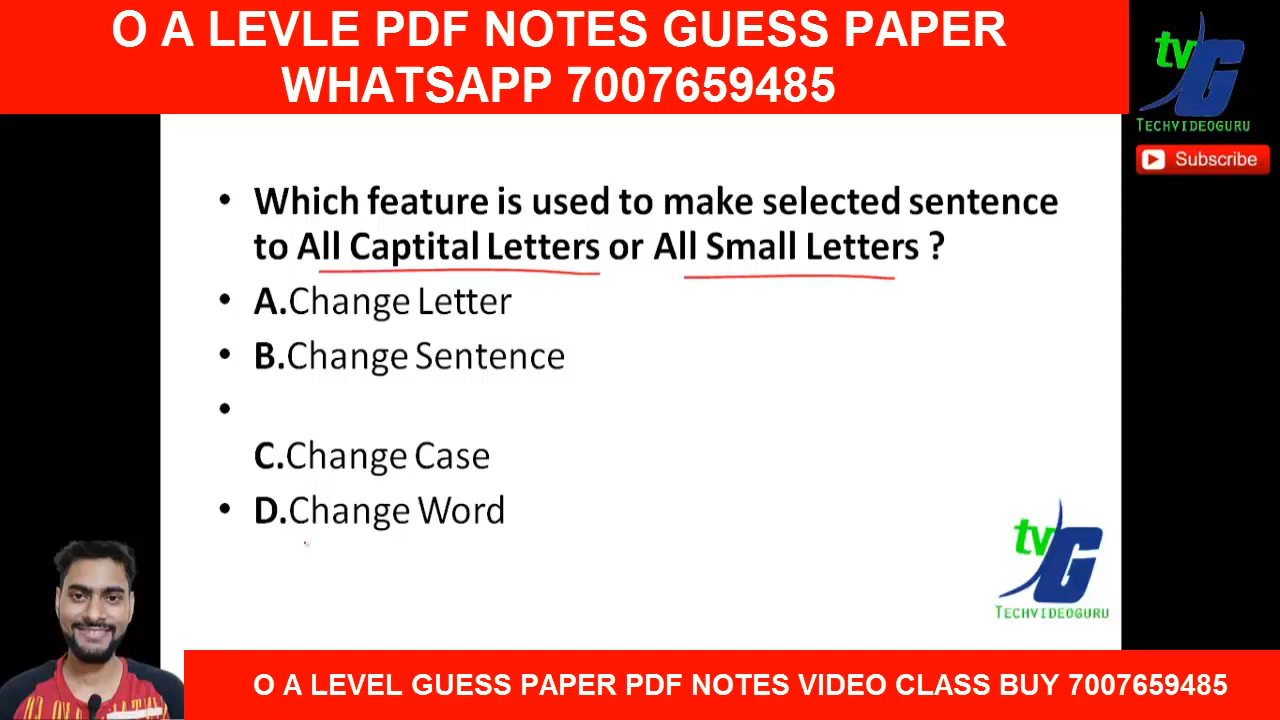 O A LEVLE PDF NOTES GUESS PAPER
WHATSAPP 7007659485
tvG
TECHVIDEOGURU
Subscribe
• Which feature is used to make selected sentence
to All Captital Letters or All Small Letters ?
• A.Change Letter
• B.Change Sentence
•
C.Change Case
• D.Change Word
tvG
TECHVIDEOGURU
O A LEVEL GUESS PAPER PDF NOTES VIDEO CLASS BUY 7007659485